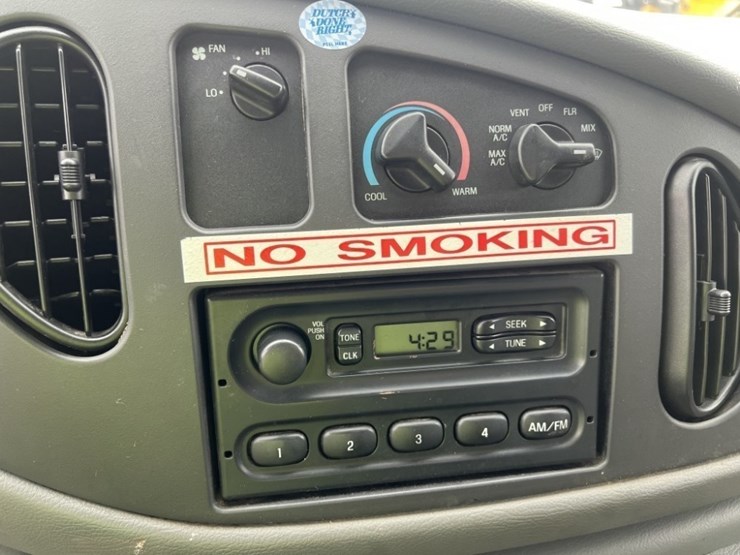 DUTCH
DONE
RIGHT
FAN
HI
LO
COOL
WARM
VENT
OFF
FLR
MIX
NORM
A/C
MAX
A/C
NO SMOKING
VOL
PUSH
ON
TONE
CLK
4:29
SEEK
TUNE
1
2
3
4
AM/FM